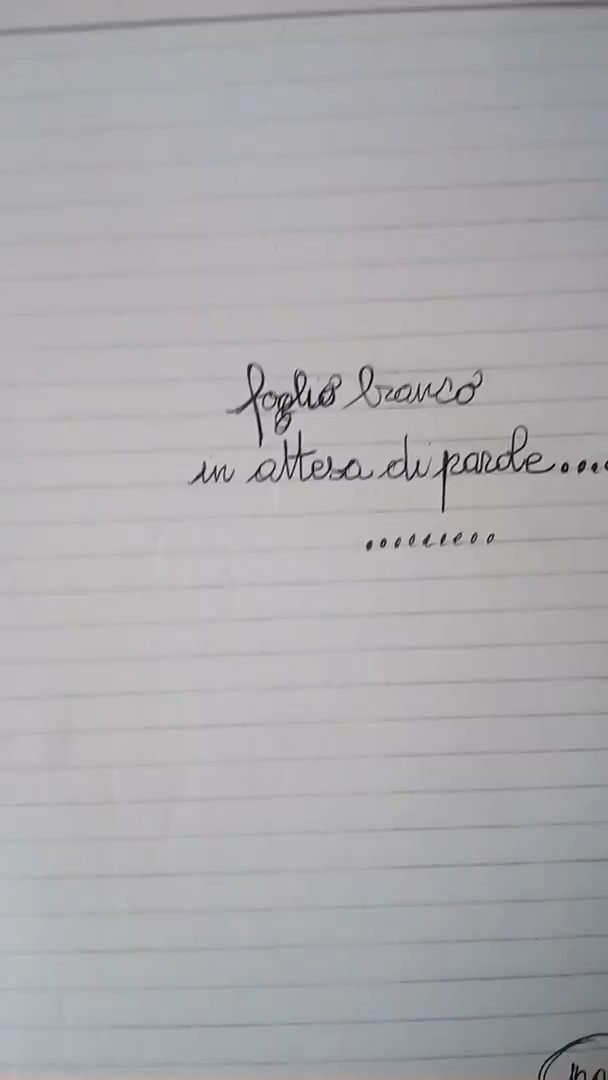 foglio bianco
in attesa di parole....
.........